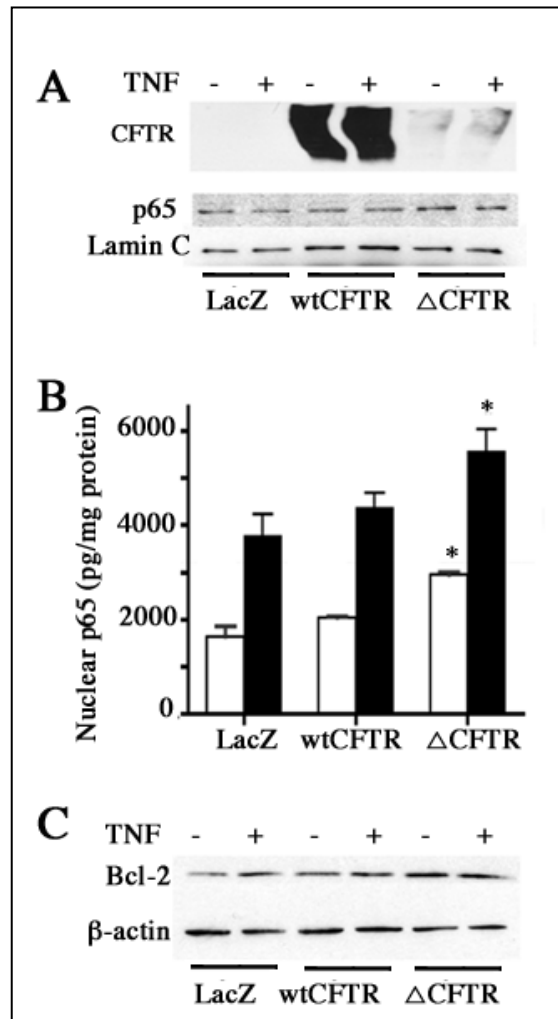 A
TNF - + - + - +
CFTR
p65
Lamin C
LacZ wtCFTR △CFTR
B
Nuclear p65 (pg/mg protein)
6000
4000
2000
0
*
*
LacZ wtCFTR △CFTR
C
TNF - + - + - +
Bcl-2
β-actin
LacZ wtCFTR △CFTR